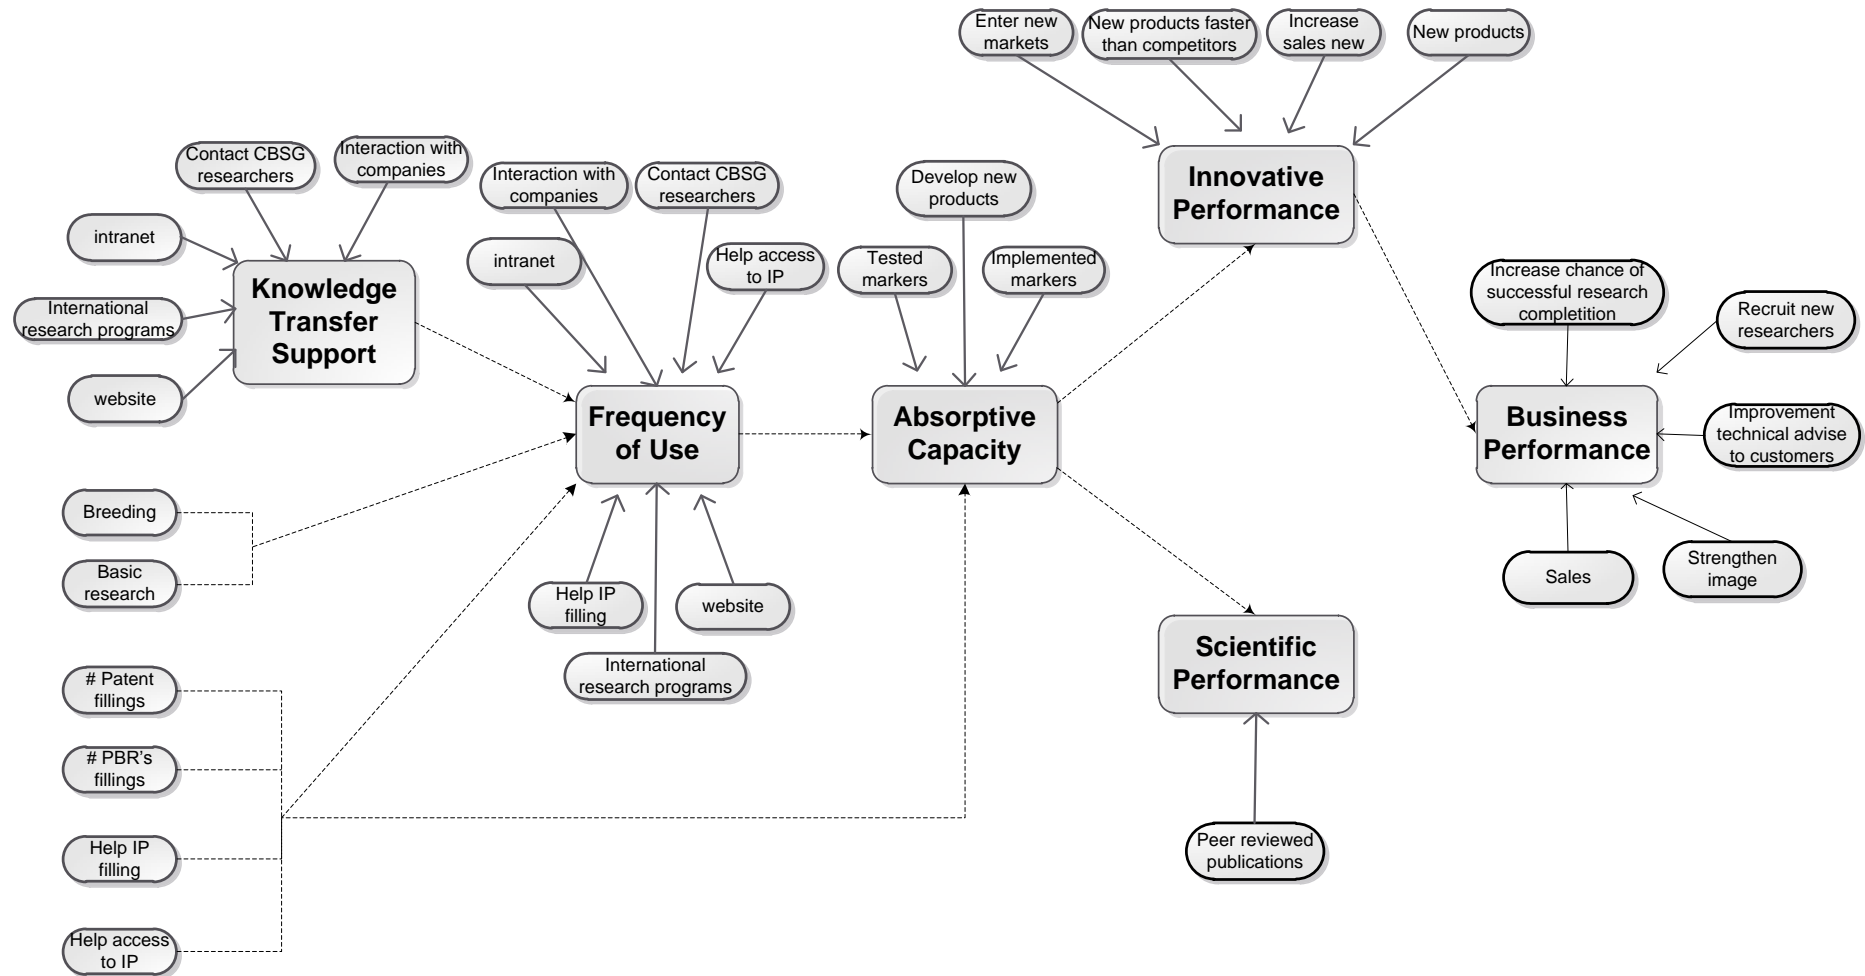 Enter new
markets
New products faster
than competitors
Increase
sales new
New products
Contact CBSG
researchers
Interaction with
companies
intranet
International
research programs
website
Knowledge
Transfer
Support
Interaction with
companies
Contact CBSG
researchers
intranet
Help access
to IP
Frequency
of Use
Help IP
filling
website
International
research programs
Develop new
products
Tested
markers
Implemented
markers
Absorptive
Capacity
Innovative
Performance
Increase chance of
successful research
completition
Recruit new
researchers
Business
Performance
Improvement
technical advise
to customers
Sales
Strengthen
image
Scientific
Performance
Peer reviewed
publications
Breeding
Basic
research
# Patent
fillings
# PBR's
fillings
Help IP
filling
Help access
to IP